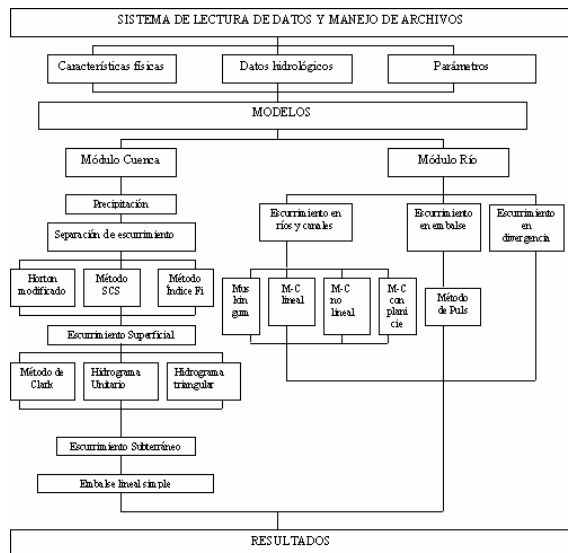 SISTEMA DE LECTURA DE DATOS Y MANEJO DE ARCHIVOS
Características físicas
Datos hidrológicos
Parámetros
MODELOS
Módulo Cuenca
Módulo Río
Precipitación
Separación de escurrimiento
Horton
modificado
Método
SCS
Método
Índice Fi
Escurrimiento Superficial
Método de
Clark
Hidrograma
Unitario
Hidrograma
triangular
Escurrimiento Subterráneo
Embalse lineal simple
Escurrimiento en
ríos y canales
Escurrimiento
en embalse
Escurrimiento
en
divergencia
Mus
kin
gum
M-C
lineal
M-C
no
lineal
M-C
con
plani
cie
Método
de Puls
RESULTADOS